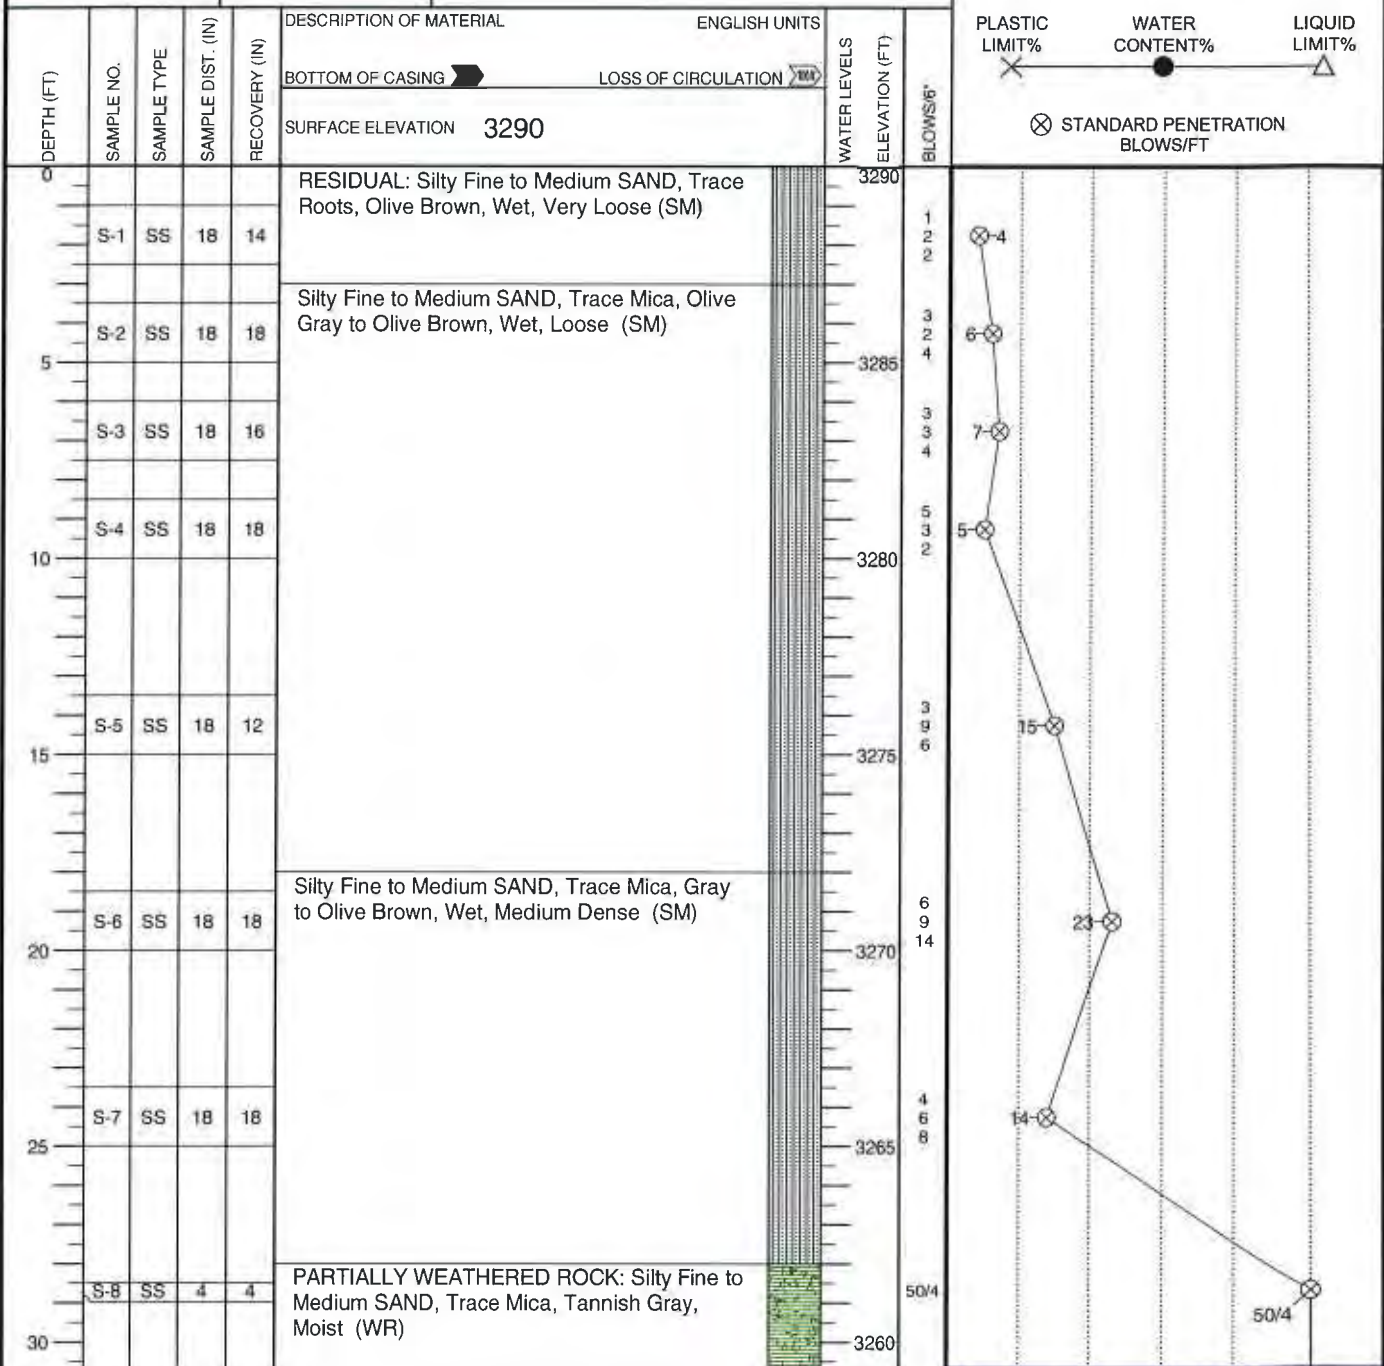 DEPTH (FT)
SAMPLE NO.
SAMPLE TYPE
SAMPLE DIST. (IN)
RECOVERY (IN)
DESCRIPTION OF MATERIAL ENGLISH UNITS
BOTTOM OF CASING LOSS OF CIRCULATION
SURFACE ELEVATION 3290
WATER LEVELS
ELEVATION (FT)
BLOWS/6"
PLASTIC LIMIT%
WATER CONTENT%
LIQUID LIMIT%
STANDARD PENETRATION
BLOWS/FT
0
RESIDUAL: Silty Fine to Medium SAND, Trace
Roots, Olive Brown, Wet, Very Loose (SM)
3290
S-1 SS 18 14
1
2
2
4
Silty Fine to Medium SAND, Trace Mica, Olive
Gray to Olive Brown, Wet, Loose (SM)
S-2 SS 18 18
3
2
4
6
5
3285
S-3 SS 18 16
3
3
4
7
S-4 SS 18 18
5
3
2
5
10
3280
S-5 SS 18 12
3
9
6
15
15
3275
Silty Fine to Medium SAND, Trace Mica, Gray
to Olive Brown, Wet, Medium Dense (SM)
S-6 SS 18 18
6
9
14
23
20
3270
S-7 SS 18 18
4
6
8
14
25
3265
PARTIALLY WEATHERED ROCK: Silty Fine to
Medium SAND, Trace Mica, Tannish Gray,
Moist (WR)
S-8 SS 4 4
50/4
50/4
30
3260